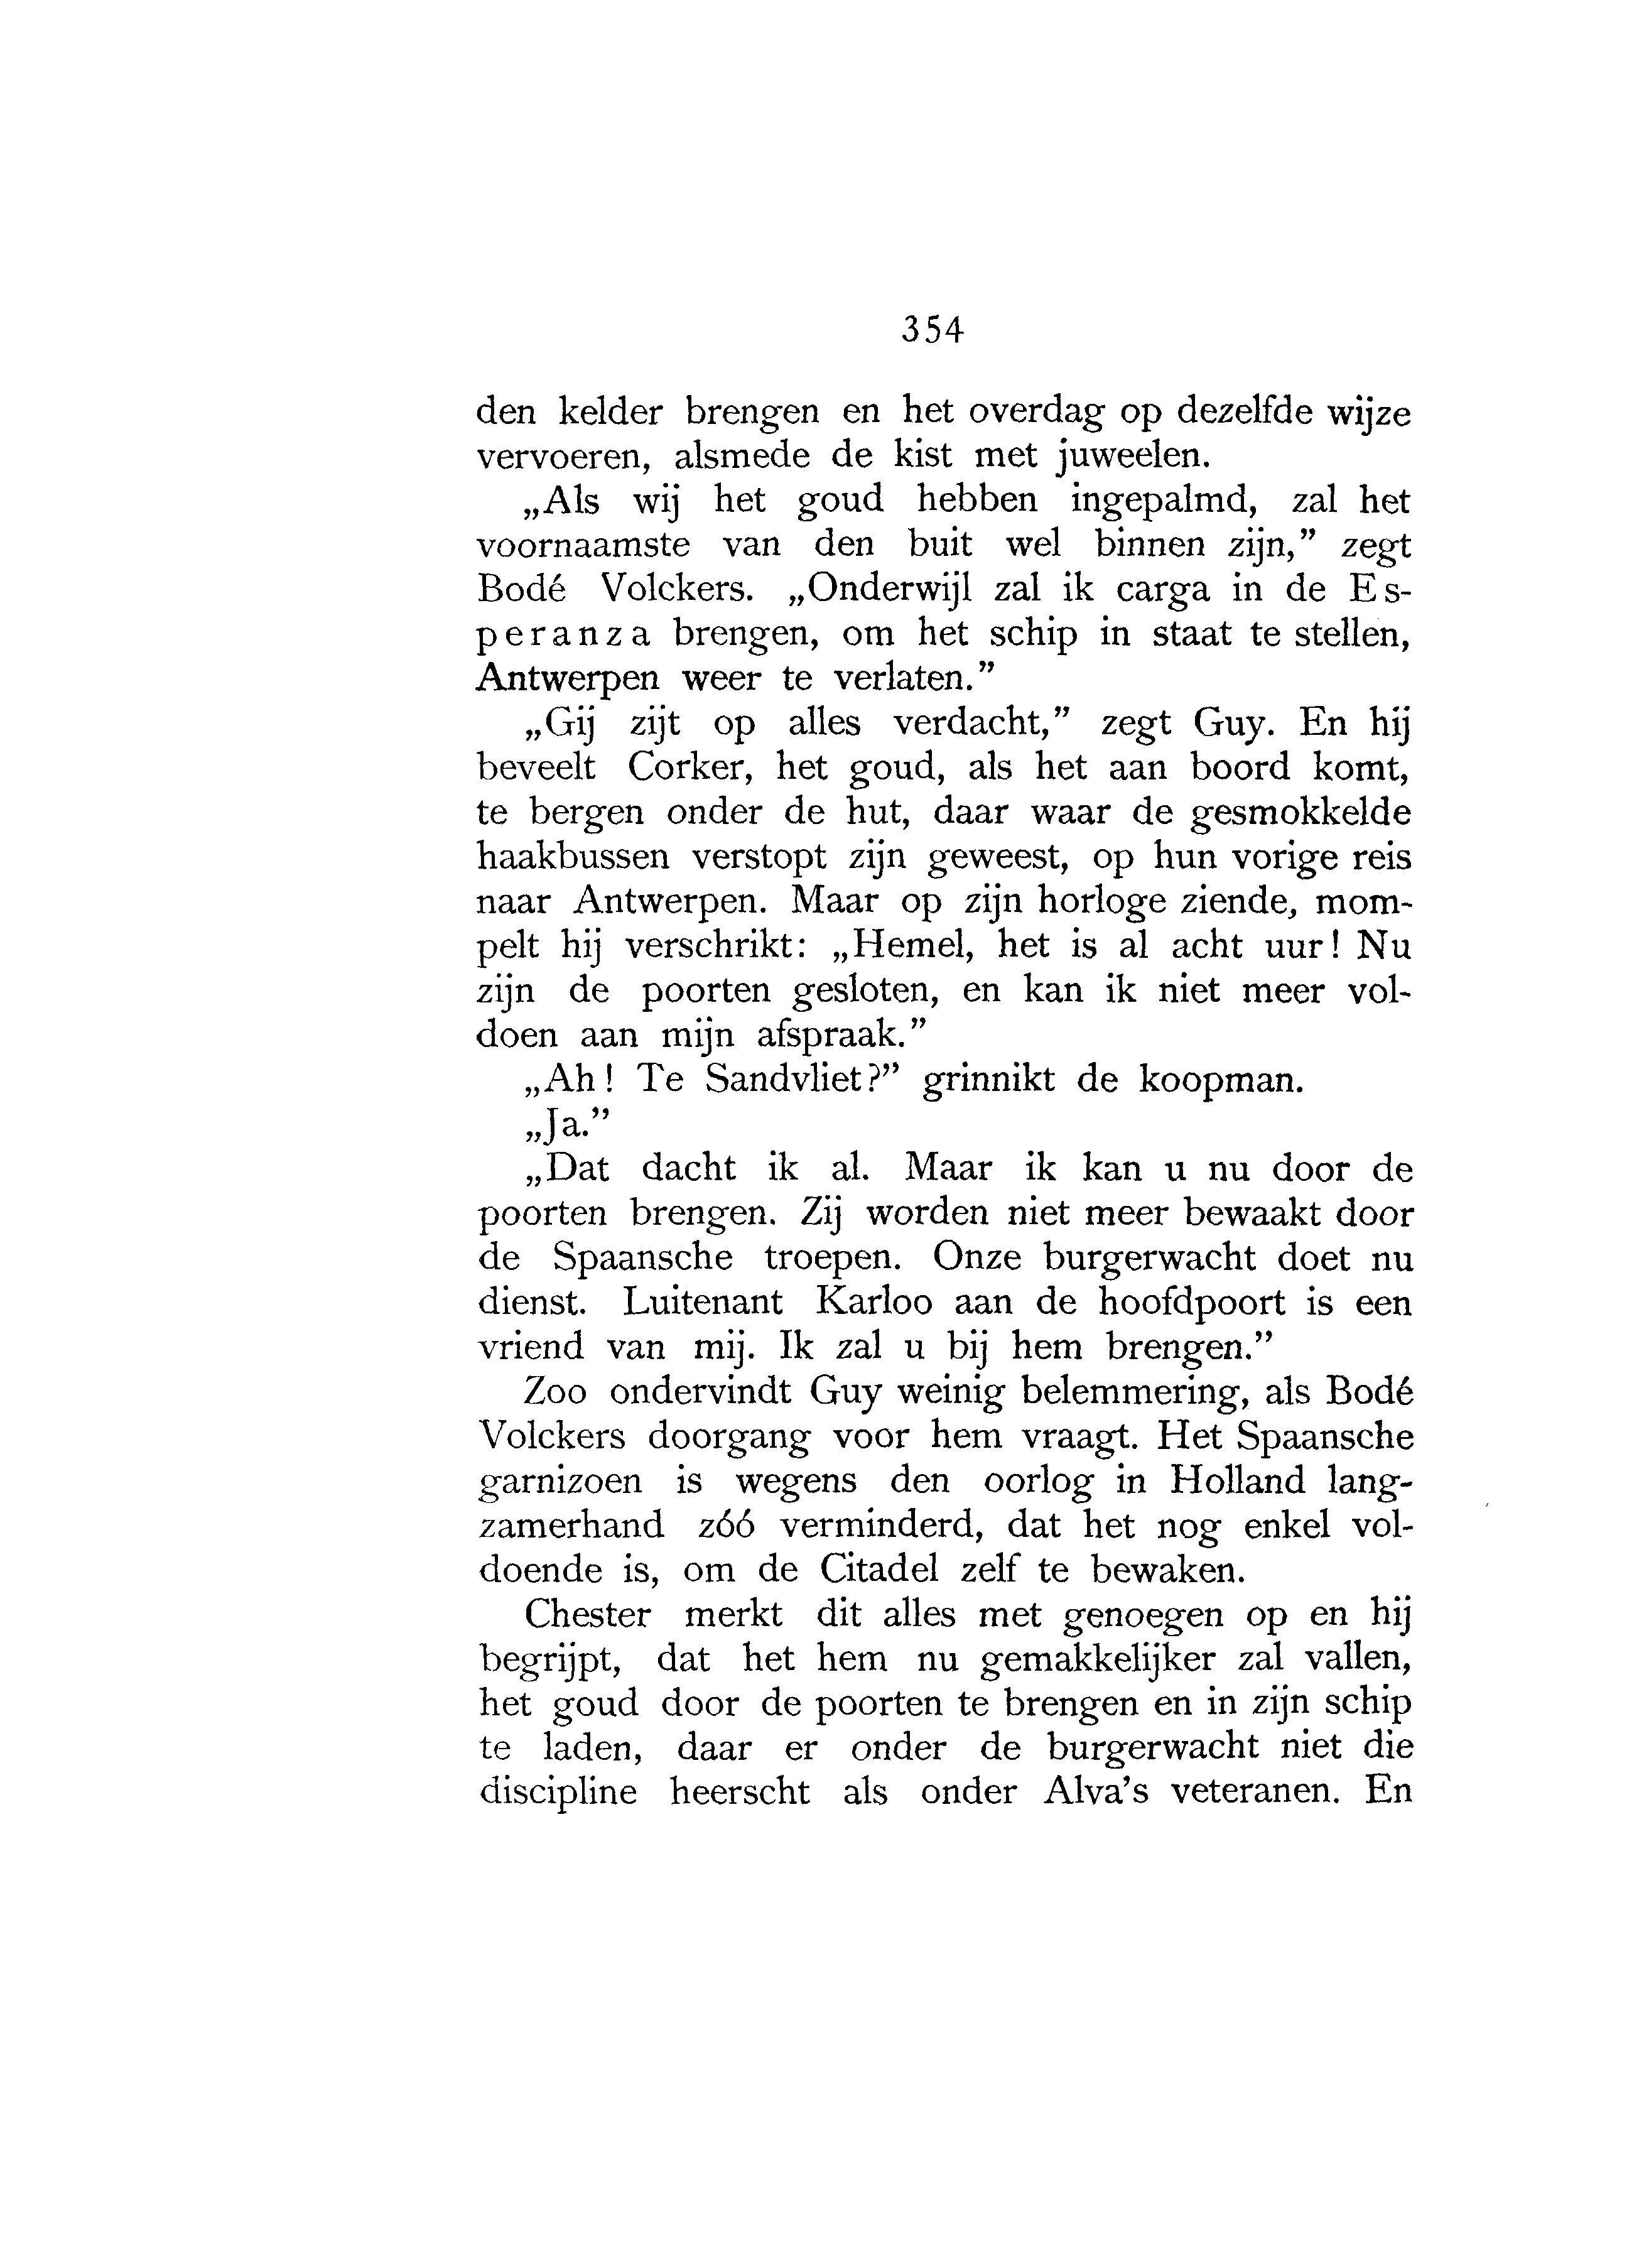 354
den kelder brengen en het overdag op dezelfde wijze
vervoeren, alsmede de kist met juweelen.
„Als wij het goud hebben ingepalmd, zal het
voornaamste van den buit wel binnen zijn,” zegt
Bodé Volckers. „Onderwijl zal ik carga in de Es-
peranza brengen, om het schip in staat te stellen,
Antwerpen weer te verlaten.”
„Gij zijt op alles verdacht,” zegt Guy. En hij
beveelt Corker, het goud, als het aan boord komt,
te bergen onder de hut, daar waar de gesmokkelde
haakbussen verstopt zijn geweest, op hun vorige reis
naar Antwerpen. Maar op zijn horloge ziende, mom-
pelt hij verschrikt: „Hemel, het is al acht uur! Nu
zijn de poorten gesloten, en kan ik niet meer vol-
doen aan mijn afspraak.”
„Ah! Te Sandvliet?” grinnikt de koopman.
„Ja.”
„Dat dacht ik al. Maar ik kan u nu door de
poorten brengen. Zij worden niet meer bewaakt door
de Spaansche troepen. Onze burgerwacht doet nu
dienst. Luitenant Karloo aan de hoofdpoort is een
vriend van mij. Ik zal u bij hem brengen.”
Zoo ondervindt Guy weinig belemmering, als Bodé
Volckers doorgang voor hem vraagt. Het Spaansche
garnizoen is wegens den oorlog in Holland lang-
zamerhand zóó verminderd, dat het nog enkel vol-
doende is, om de Citadel zelf te bewaken.
Chester merkt dit alles met genoegen op en hij
begrijpt, dat het hem nu gemakkelijker zal vallen,
het goud door de poorten te brengen en in zijn schip
te laden, daar er onder de burgerwacht niet die
discipline heerscht als onder Alva’s veteranen. En